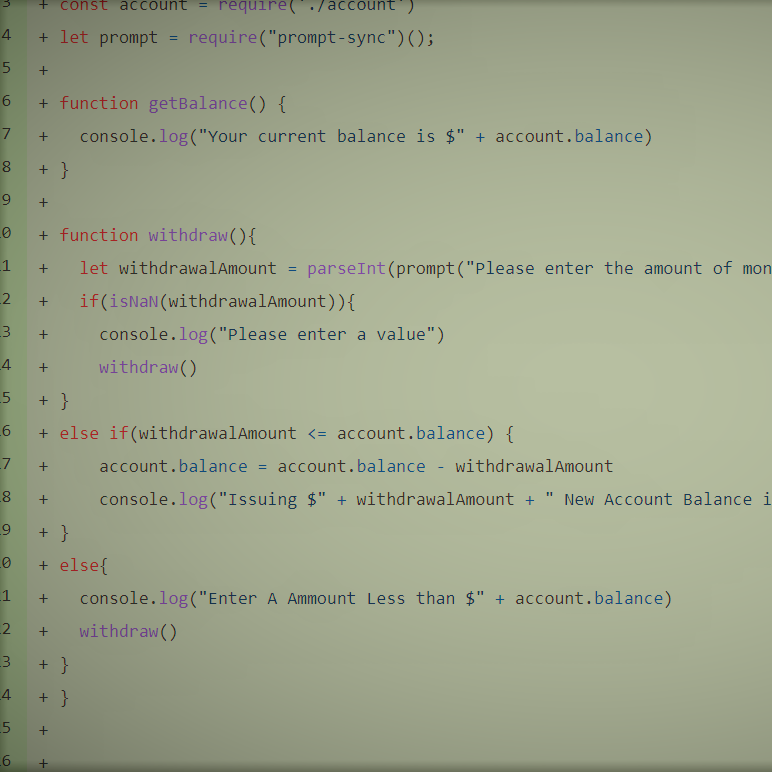 3 + const account = require('./account')
4 + let prompt = require("prompt-sync")();
5 +
6 + function getBalance() {
7 + console.log("Your current balance is $" + account.balance)
8 + }
9 +
0 + function withdraw(){
1 + let withdrawalAmount = parseInt(prompt("Please enter the amount of mon
2 + if(isNaN(withdrawalAmount)){
3 + console.log("Please enter a value")
4 + withdraw()
5 + }
6 + else if(withdrawalAmount <= account.balance) {
7 + account.balance = account.balance - withdrawalAmount
8 + console.log("Issuing $" + withdrawalAmount + " New Account Balance i
9 + }
0 + else{
1 + console.log("Enter A Ammount Less than $" + account.balance)
2 + withdraw()
3 + }
4 + }
5 +
6 +